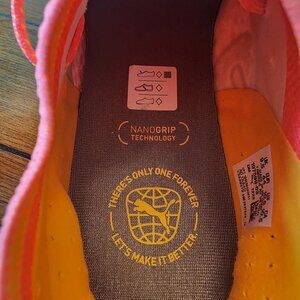 NANOGRIP
TECHNOLOGY
THERE'S ONLY ONE FOREVER
LET'S MAKE IT BETTER